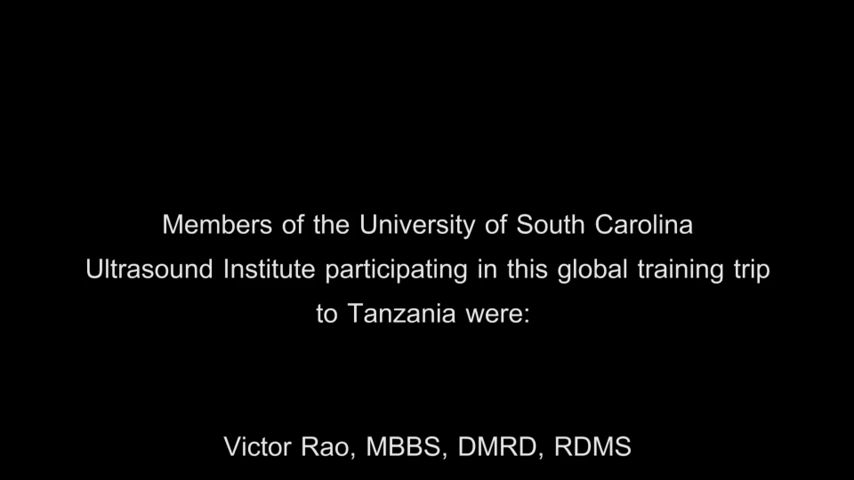 Members of the University of South Carolina
Ultrasound Institute participating in this global training trip
to Tanzania were:
Victor Rao, MBBS, DMRD, RDMS